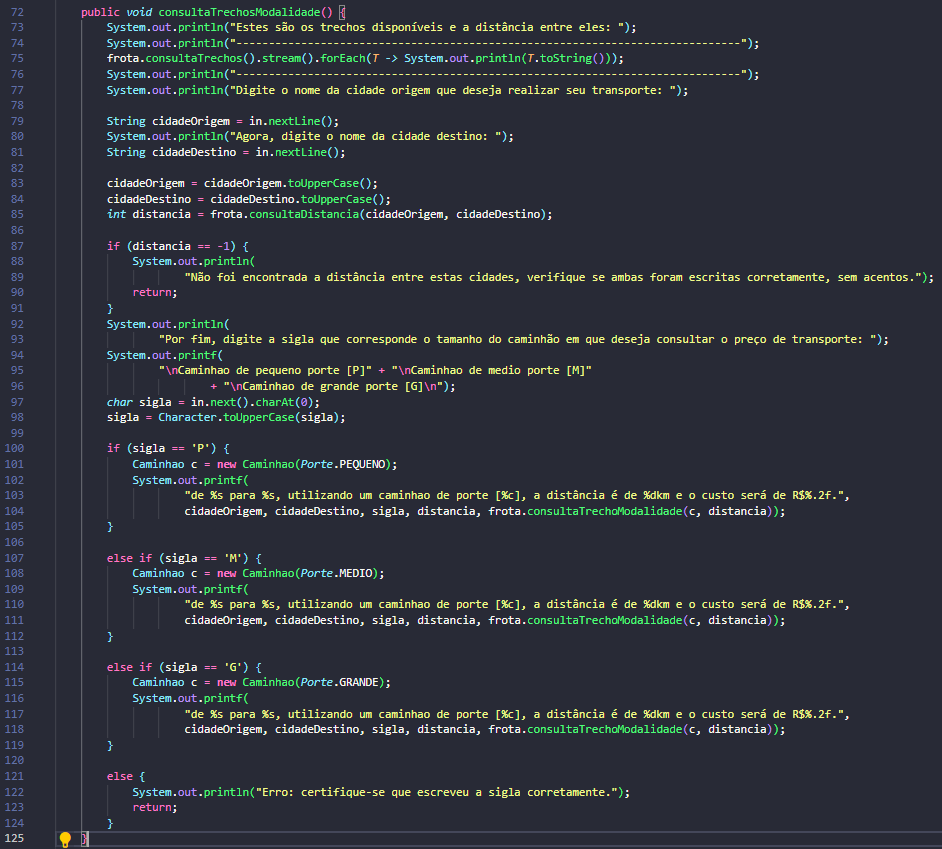 72 public void consultaTrechosModalidade() {
73 System.out.println("Estes são os trechos disponíveis e a distância entre eles: ");
74 System.out.println("------------------------------------------------------------------------------");
75 frota.consultaTrechos().stream().forEach(T -> System.out.println(T.toString()));
76 System.out.println("------------------------------------------------------------------------------");
77 System.out.println("Digite o nome da cidade origem que deseja realizar seu transporte: ");
78
79 String cidadeOrigem = in.nextLine();
80 System.out.println("Agora, digite o nome da cidade destino: ");
81 String cidadeDestino = in.nextLine();
82
83 cidadeOrigem = cidadeOrigem.toUpperCase();
84 cidadeDestino = cidadeDestino.toUpperCase();
85 int distancia = frota.consultaDistancia(cidadeOrigem, cidadeDestino);
86
87 if (distancia == -1) {
88 System.out.println(
89 "Não foi encontrada a distância entre estas cidades, verifique se ambas foram escritas corretamente, sem acentos.");
90 return;
91 }
92 System.out.println(
93 "Por fim, digite a sigla que corresponde o tamanho do caminhão em que deseja consultar o preço de transporte: ");
94 System.out.printf(
95 "\nCaminhao de pequeno porte [P]" + "\nCaminhao de medio porte [M]"
96 + "\nCaminhao de grande porte [G]\n");
97 char sigla = in.next().charAt(0);
98 sigla = Character.toUpperCase(sigla);
99
100 if (sigla == 'P') {
101 Caminhao c = new Caminhao(Porte.PEQUENO);
102 System.out.printf(
103 "de %s para %s, utilizando um caminhao de porte [%c], a distância é de %dkm e o custo será de R$%.2f.",
104 cidadeOrigem, cidadeDestino, sigla, distancia, frota.consultaTrechoModalidade(c, distancia));
105 }
106
107 else if (sigla == 'M') {
108 Caminhao c = new Caminhao(Porte.MEDIO);
109 System.out.printf(
110 "de %s para %s, utilizando um caminhao de porte [%c], a distância é de %dkm e o custo será de R$%.2f.",
111 cidadeOrigem, cidadeDestino, sigla, distancia, frota.consultaTrechoModalidade(c, distancia));
112 }
113
114 else if (sigla == 'G') {
115 Caminhao c = new Caminhao(Porte.GRANDE);
116 System.out.printf(
117 "de %s para %s, utilizando um caminhao de porte [%c], a distância é de %dkm e o custo será de R$%.2f.",
118 cidadeOrigem, cidadeDestino, sigla, distancia, frota.consultaTrechoModalidade(c, distancia));
119 }
120
121 else {
122 System.out.println("Erro: certifique-se que escreveu a sigla corretamente.");
123 return;
124 }
125 }